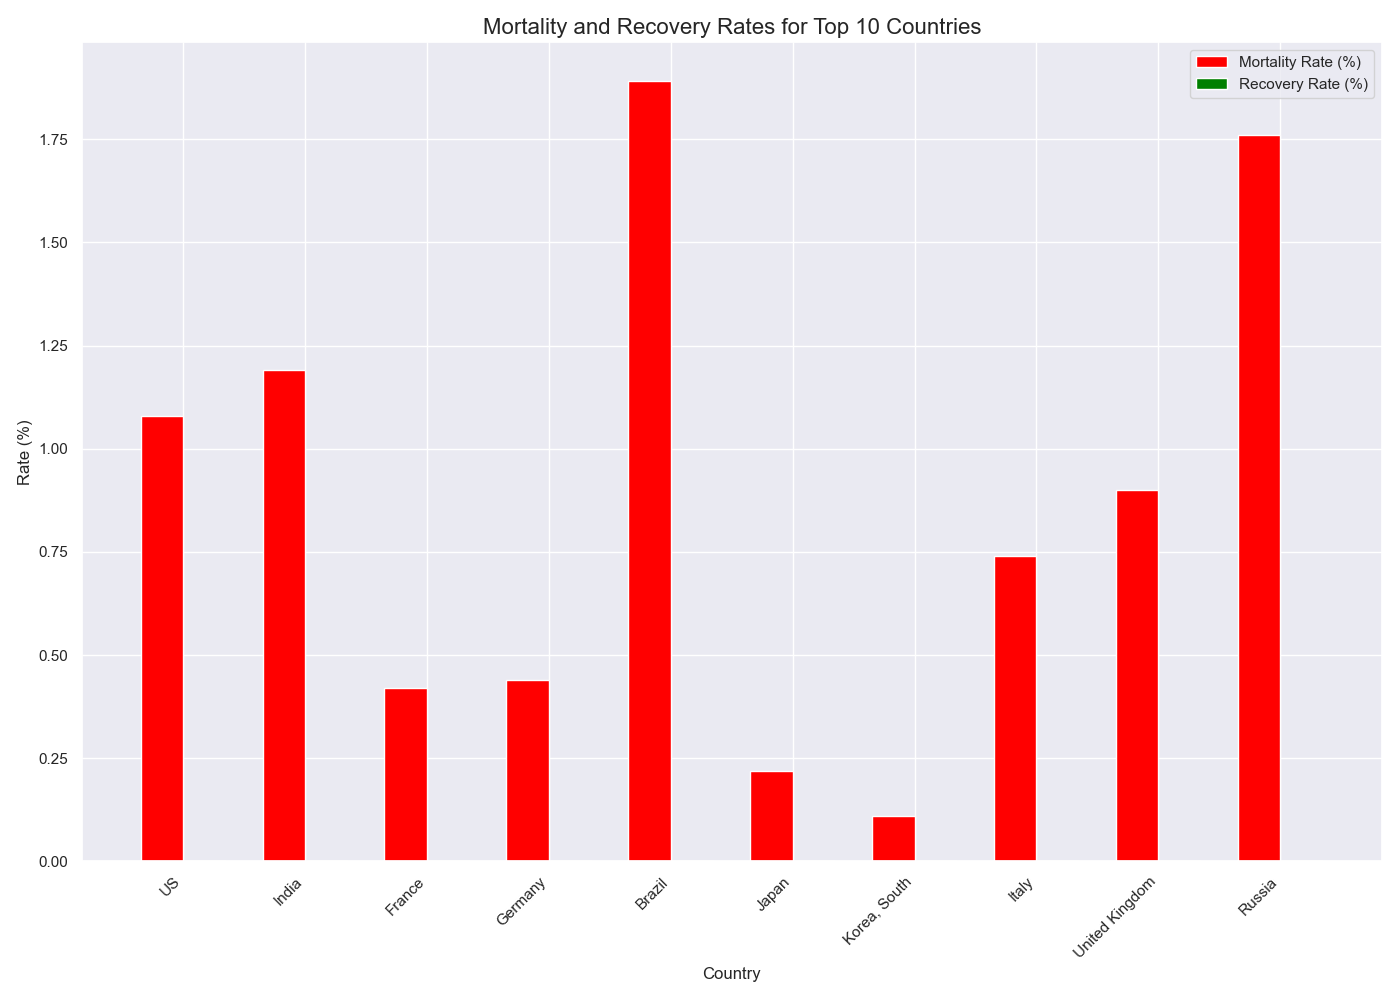 Mortality and Recovery Rates for Top 10 Countries
Mortality Rate (%)
Recovery Rate (%)
Rate (%)
1.75
1.50
1.25
1.00
0.75
0.50
0.25
0.00
US
India
France
Germany
Brazil
Japan
Korea, South
Italy
United Kingdom
Russia
Country